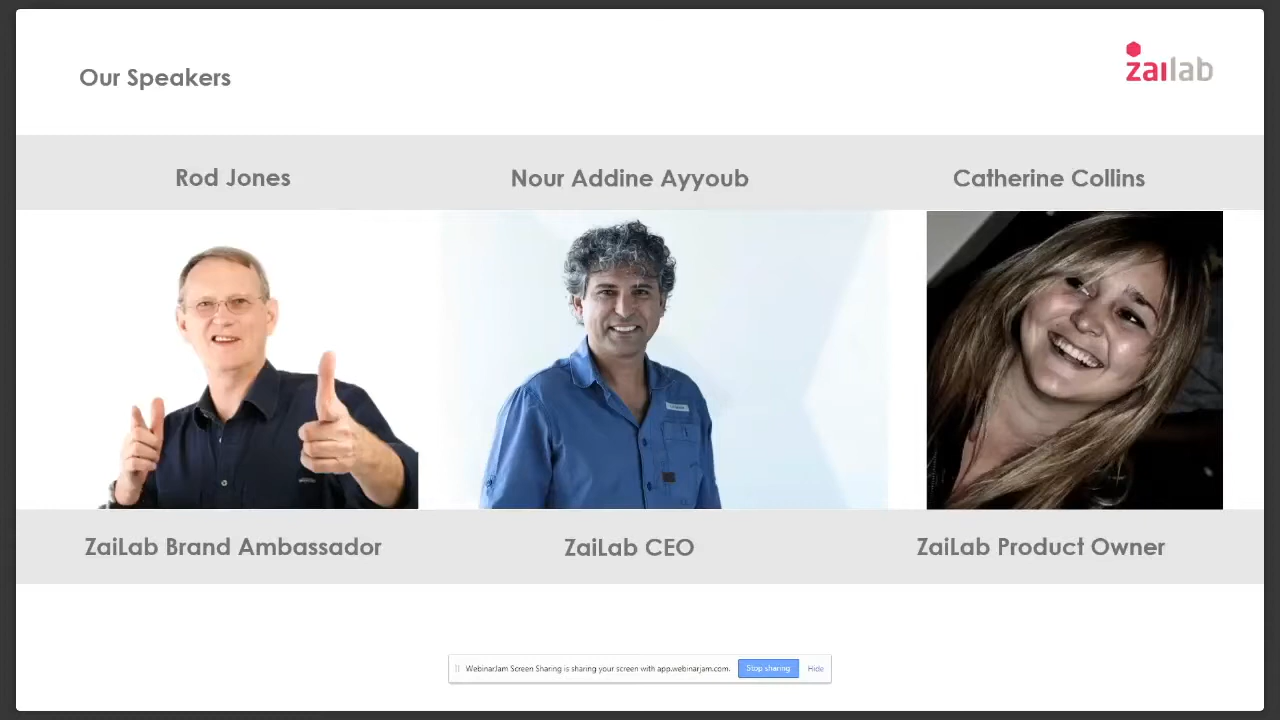 Our Speakers
zailab
Rod Jones
Nour Addine Ayyoub
Catherine Collins
ZaiLab Brand Ambassador
ZaiLab CEO
ZaiLab Product Owner
WebinarJam Screen Sharing is sharing your screen with app.webinarjam.com. Stop sharing Hide